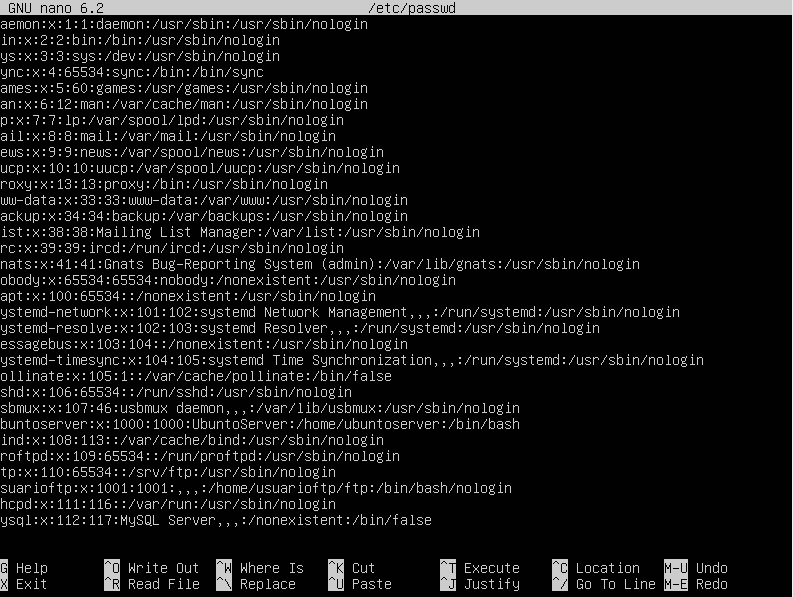 GNU nano 6.2 /etc/passwd
aemon:x:1:1:daemon:/usr/sbin:/usr/sbin/nologin
in:x:2:2:bin:/bin:/usr/sbin/nologin
ys:x:3:3:sys:/dev:/usr/sbin/nologin
ync:x:4:65534:sync:/bin:/bin/sync
ames:x:5:60:games:/usr/games:/usr/sbin/nologin
an:x:6:12:man:/var/cache/man:/usr/sbin/nologin
p:x:7:7:lp:/var/spool/lpd:/usr/sbin/nologin
ail:x:8:8:mail:/var/mail:/usr/sbin/nologin
ews:x:9:9:news:/var/spool/news:/usr/sbin/nologin
ucp:x:10:10:uucp:/var/spool/uucp:/usr/sbin/nologin
roxy:x:13:13:proxy:/bin:/usr/sbin/nologin
ww-data:x:33:33:www-data:/var/www:/usr/sbin/nologin
ackup:x:34:34:backup:/var/backups:/usr/sbin/nologin
ist:x:38:38:Mailing List Manager:/var/list:/usr/sbin/nologin
rc:x:39:39:ircd:/run/ircd:/usr/sbin/nologin
nats:x:41:41:Gnats Bug-Reporting System (admin):/var/lib/gnats:/usr/sbin/nologin
obody:x:65534:65534:nobody:/nonexistent:/usr/sbin/nologin
apt:x:100:65534::/nonexistent:/usr/sbin/nologin
ystemd-network:x:101:102:systemd Network Management,,,:/run/systemd:/usr/sbin/nologin
ystemd-resolve:x:102:103:systemd Resolver,,,:/run/systemd:/usr/sbin/nologin
essagebus:x:103:104::/nonexistent:/usr/sbin/nologin
ystemd-timesync:x:104:105:systemd Time Synchronization,,,:/run/systemd:/usr/sbin/nologin
ollinate:x:105:1::/var/cache/pollinate:/bin/false
shd:x:106:65534::/run/sshd:/usr/sbin/nologin
sbmux:x:107:46:usbmux daemon,,,:/var/lib/usbmux:/usr/sbin/nologin
buntoserver:x:1000:1000:UbuntoServer:/home/ubuntoserver:/bin/bash
ind:x:108:113::/var/cache/bind:/usr/sbin/nologin
roftpd:x:109:65534::/run/proftpd:/usr/sbin/nologin
tp:x:110:65534::/srv/ftp:/usr/sbin/nologin
suarioftp:x:1001:1001:,,,:/home/usuarioftp/ftp:/bin/bash/nologin
hcpd:x:111:116::/var/run:/usr/sbin/nologin
ysql:x:112:117:MySQL Server,,,:/nonexistent:/bin/false
G Help ^O Write Out ^W Where Is ^K Cut ^T Execute ^C Location M-U Undo
X Exit ^R Read File ^\ Replace ^U Paste ^J Justify ^/ Go To Line M-E Redo